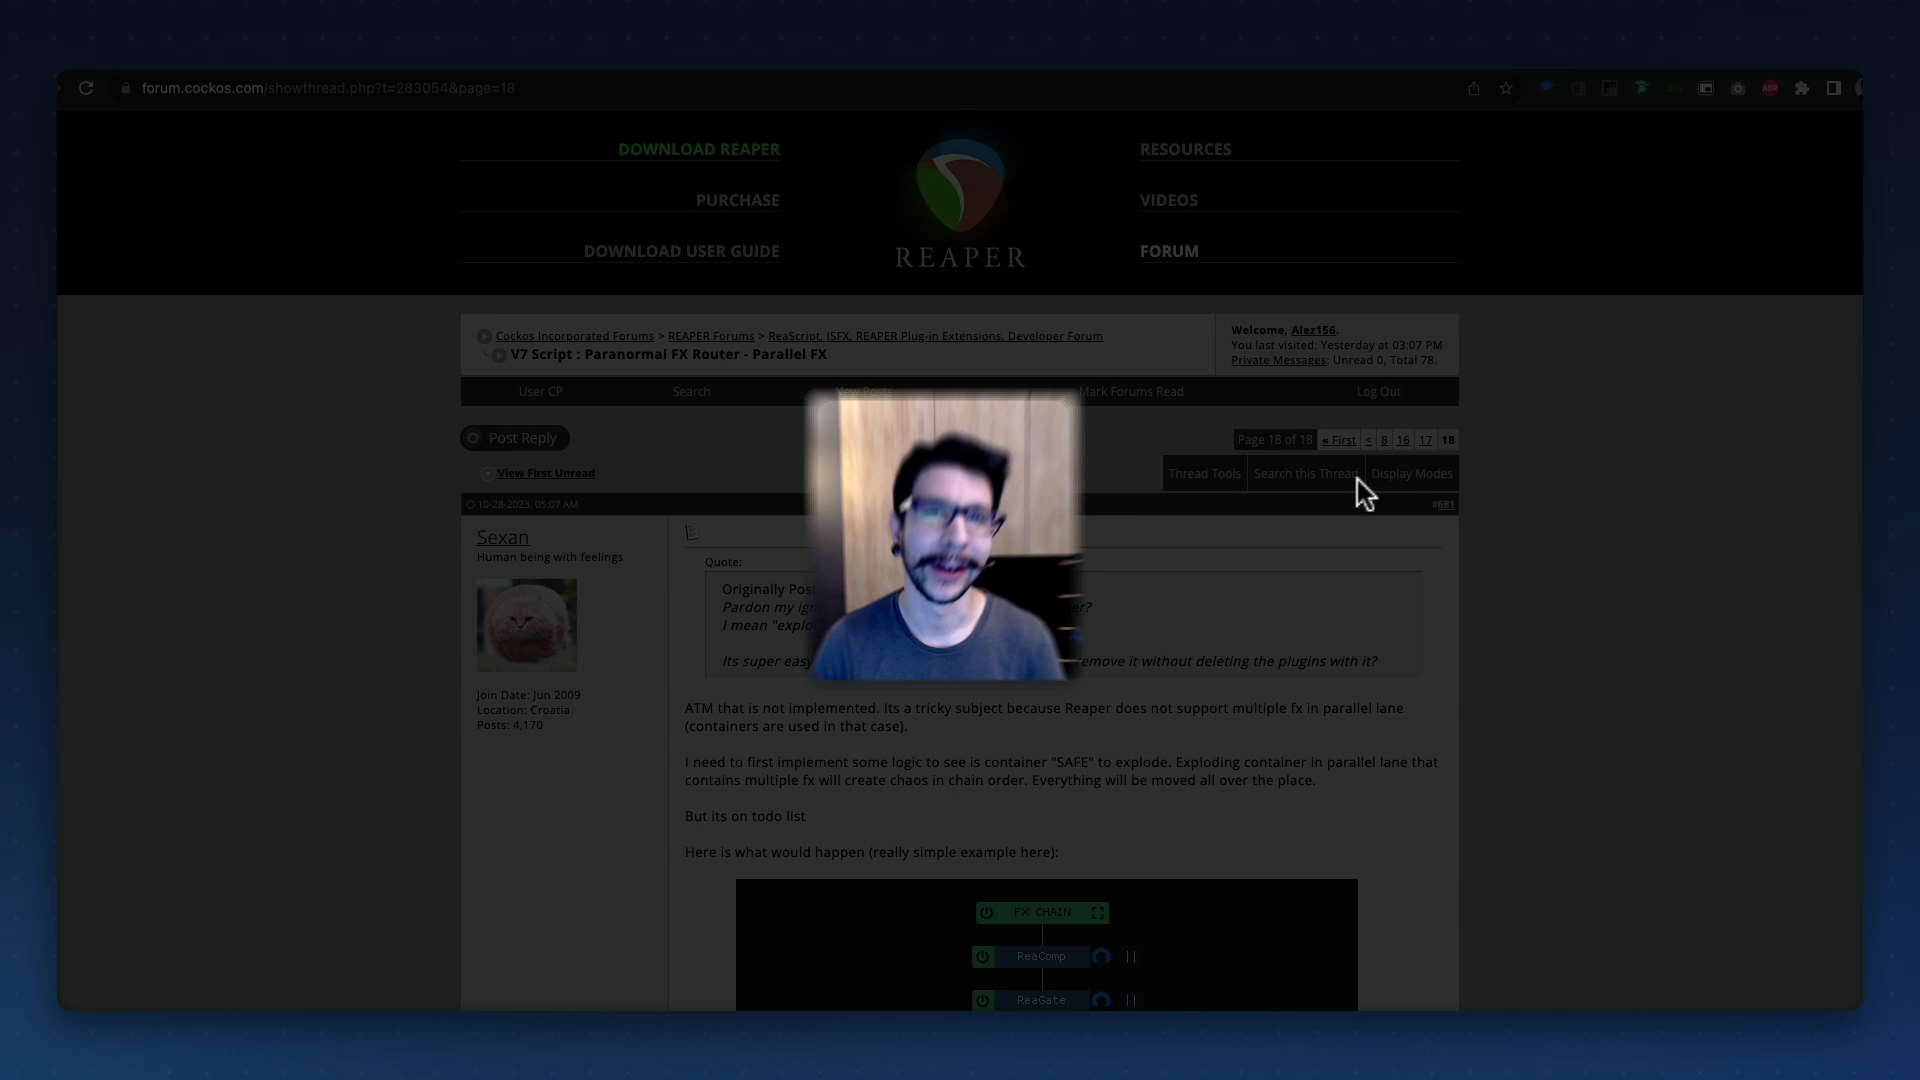 forum.cockos.com/showthread.php?t=283054&page=18
ABP
DOWNLOAD REAPER
PURCHASE
DOWNLOAD USER GUIDE
REAPER
RESOURCES
VIDEOS
FORUM
Cockos Incorporated Forums > REAPER Forums > ReaScript, JSFX, REAPER Plug-in Extensions, Developer Forum
V7 Script : Paranormal FX Router - Parallel FX
Welcome, Alez156.
You last visited: Yesterday at 03:07 PM
Private Messages: Unread 0, Total 78.
User CP Search New Posts Mark Forums Read Log Out
Post Reply
Page 18 of 18 « First < 8 16 17 18
View First Unread
Thread Tools Search this Thread Display Modes
10-28-2023, 05:07 AM #681
Sexan
Human being with feelings
Join Date: Jun 2009
Location: Croatia
Posts: 4,170
Quote:
Originally Pos
Pardon my ign er?
I mean "explo
Its super easy emove it without deleting the plugins with it?
ATM that is not implemented. Its a tricky subject because Reaper does not support multiple fx in parallel lane
(containers are used in that case).
I need to first implement some logic to see is container "SAFE" to explode. Exploding container in parallel lane that
contains multiple fx will create chaos in chain order. Everything will be moved all over the place.
But its on todo list
Here is what would happen (really simple example here):
FX CHAIN
ReaComp
ReaGate